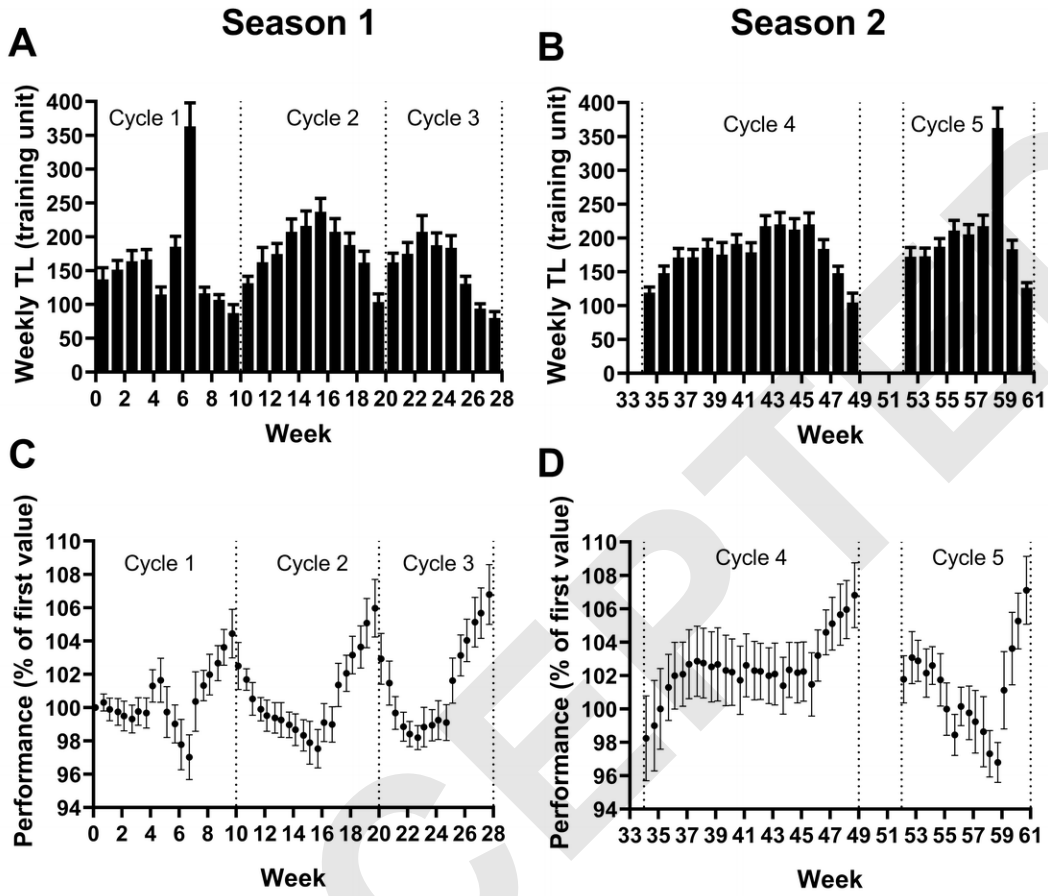 Season 1
Season 2
A
Weekly TL (training unit)
400
350
300
250
200
150
100
50
0
Cycle 1
Cycle 2
Cycle 3
0 2 4 6 8 10 12 14 16 18 20 22 24 26 28
Week
B
Weekly TL (training unit)
400
350
300
250
200
150
100
50
0
Cycle 4
Cycle 5
33 35 37 39 41 43 45 47 49 51 53 55 57 59 61
Week
C
Performance (% of first value)
110
108
106
104
102
100
98
96
94
Cycle 1
Cycle 2
Cycle 3
0 2 4 6 8 10 12 14 16 18 20 22 24 26 28
Week
D
Performance (% of first value)
110
108
106
104
102
100
98
96
94
Cycle 4
Cycle 5
33 35 37 39 41 43 45 47 49 51 53 55 57 59 61
Week
CEPTED